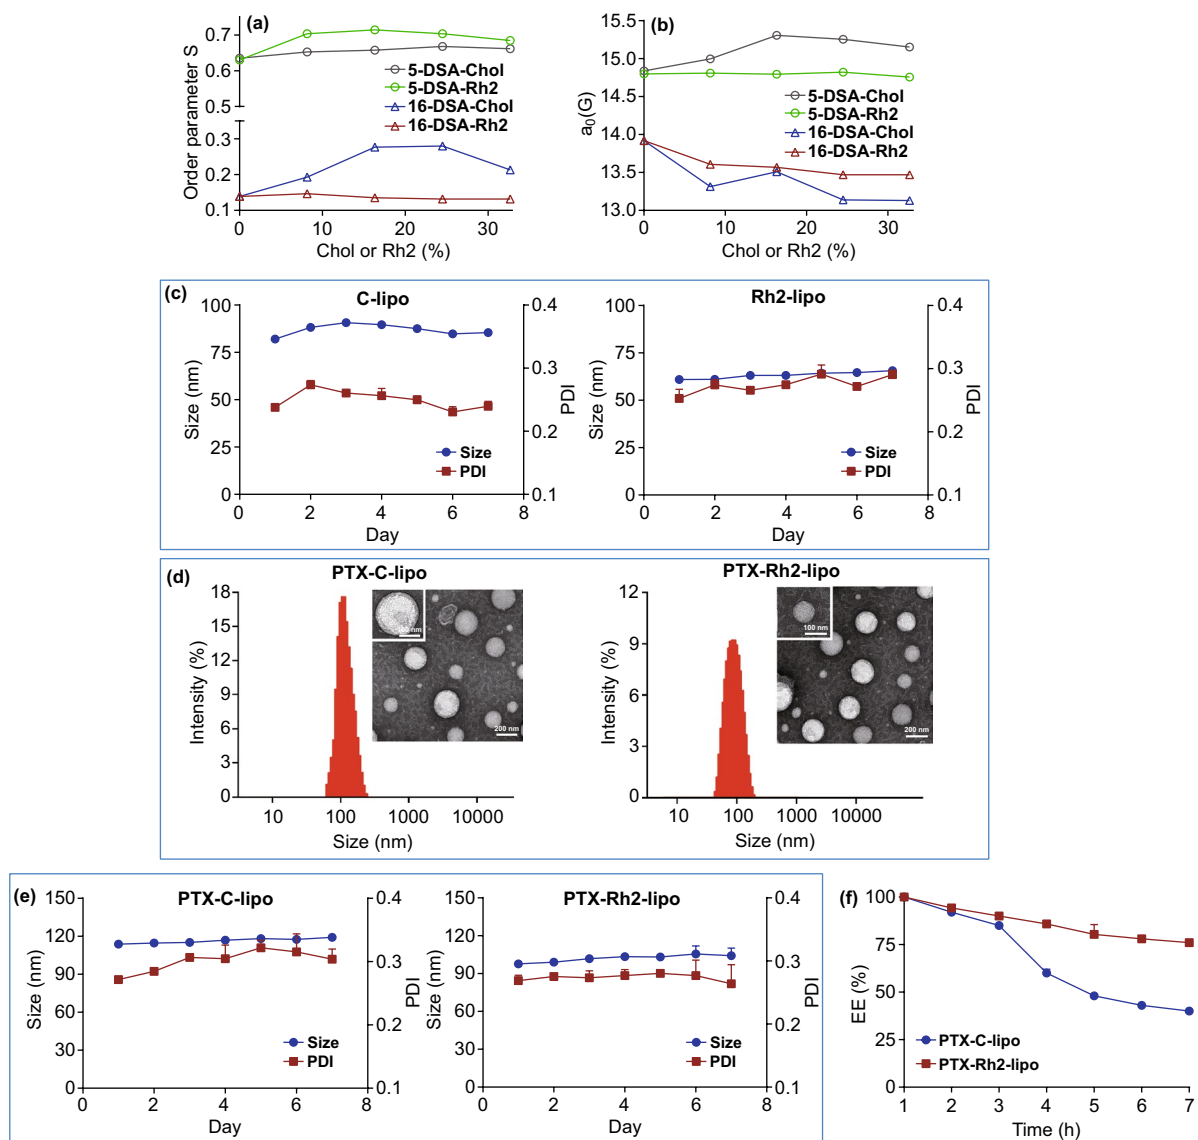 (a)
Order parameter S
0.7
0.6
0.5
0.3
0.2
0.1
5-DSA-Chol
5-DSA-Rh2
16-DSA-Chol
16-DSA-Rh2
0 10 20 30
Chol or Rh2 (%)
(b)
a0(G)
15.5
15.0
14.5
14.0
13.5
13.0
5-DSA-Chol
5-DSA-Rh2
16-DSA-Chol
16-DSA-Rh2
0 10 20 30
Chol or Rh2 (%)
(c)
C-lipo
Size (nm)
100
75
50
25
0
PDI
0.4
0.3
0.2
0.1
Size
PDI
0 2 4 6 8
Day
Rh2-lipo
Size (nm)
100
75
50
25
0
PDI
0.4
0.3
0.2
0.1
Size
PDI
0 2 4 6 8
Day
(d)
PTX-C-lipo
Intensity (%)
18
15
12
9
6
3
0
100 nm
200 nm
10 100 1000 10000
Size (nm)
PTX-Rh2-lipo
Intensity (%)
12
9
6
3
0
100 nm
200 nm
10 100 1000 10000
Size (nm)
(e)
PTX-C-lipo
Size (nm)
150
120
90
60
30
0
PDI
0.4
0.3
0.2
0.1
Size
PDI
0 2 4 6 8
Day
PTX-Rh2-lipo
Size (nm)
150
120
90
60
30
0
PDI
0.4
0.3
0.2
0.1
Size
PDI
0 2 4 6 8
Day
(f)
EE (%)
100
75
50
25
0
PTX-C-lipo
PTX-Rh2-lipo
1 2 3 4 5 6 7
Time (h)